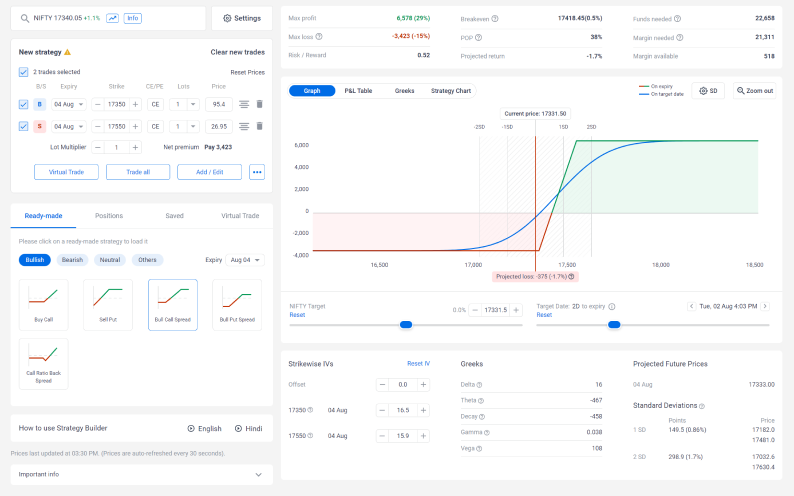 NIFTY 17340.05 +1.1% Info
Settings
New strategy
Clear new trades
2 trades selected
Reset Prices
B/S Expiry Strike CE/PE Lots Price
B 04 Aug − 17350 + CE 1 95.4
S 04 Aug − 17550 + CE 1 26.95
Lot Multiplier − 1 + Net premium Pay 3,423
Virtual Trade Trade all Add / Edit
Ready-made Positions Saved Virtual Trade
Please click on a ready-made strategy to load it
Bullish Bearish Neutral Others Expiry Aug 04
Buy Call Sell Put Bull Call Spread Bull Put Spread
Call Ratio Back
Spread
How to use Strategy Builder English Hindi
Prices last updated at 03:30 PM. (Prices are auto-refreshed every 30 seconds).
Important info
Max profit 6,578 (29%) Breakeven 17418.45(0.5%) Funds needed 22,658
Max loss -3,423 (-15%) POP 38% Margin needed 21,311
Risk / Reward 0.52 Projected return -1.7% Margin available 518
Graph P&L Table Greeks Strategy Chart
On expiry
On target date
SD Zoom out
Current price: 17331.50
-2SD -1SD 1SD 2SD
6,000
4,000
2,000
0
-2,000
-4,000
16,500 17,000 17,500 18,000 18,500
Projected loss: -375 (-1.7%)
NIFTY Target
Reset
0.0% − 17331.5 +
Target Date: 2D to expiry
Reset
Tue, 02 Aug 4:03 PM
Strikewise IVs Reset IV
Offset − 0.0 +
17350 04 Aug − 16.5 +
17550 04 Aug − 15.9 +
Greeks
Delta 16
Theta -467
Decay -458
Gamma 0.038
Vega 108
Projected Future Prices
04 Aug 17333.00
Standard Deviations
Points Price
1 SD 149.5 (0.86%) 17182.0
17481.0
2 SD 298.9 (1.7%) 17032.6
17630.4